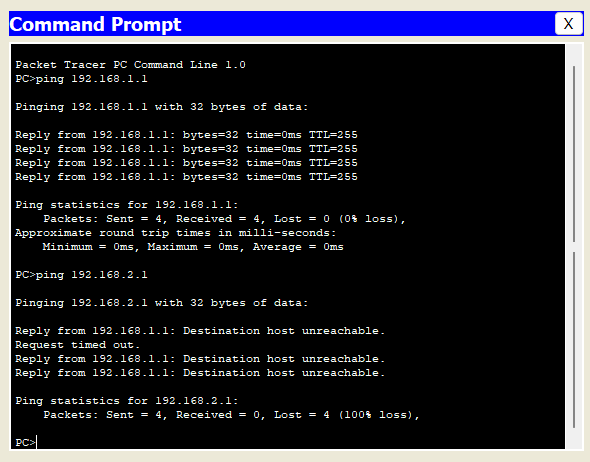 Command Prompt
X
Packet Tracer PC Command Line 1.0
PC>ping 192.168.1.1
Pinging 192.168.1.1 with 32 bytes of data:
Reply from 192.168.1.1: bytes=32 time=0ms TTL=255
Reply from 192.168.1.1: bytes=32 time=0ms TTL=255
Reply from 192.168.1.1: bytes=32 time=0ms TTL=255
Reply from 192.168.1.1: bytes=32 time=0ms TTL=255
Ping statistics for 192.168.1.1:
Packets: Sent = 4, Received = 4, Lost = 0 (0% loss),
Approximate round trip times in milli-seconds:
Minimum = 0ms, Maximum = 0ms, Average = 0ms
PC>ping 192.168.2.1
Pinging 192.168.2.1 with 32 bytes of data:
Reply from 192.168.1.1: Destination host unreachable.
Request timed out.
Reply from 192.168.1.1: Destination host unreachable.
Reply from 192.168.1.1: Destination host unreachable.
Ping statistics for 192.168.2.1:
Packets: Sent = 4, Received = 0, Lost = 4 (100% loss),
PC>